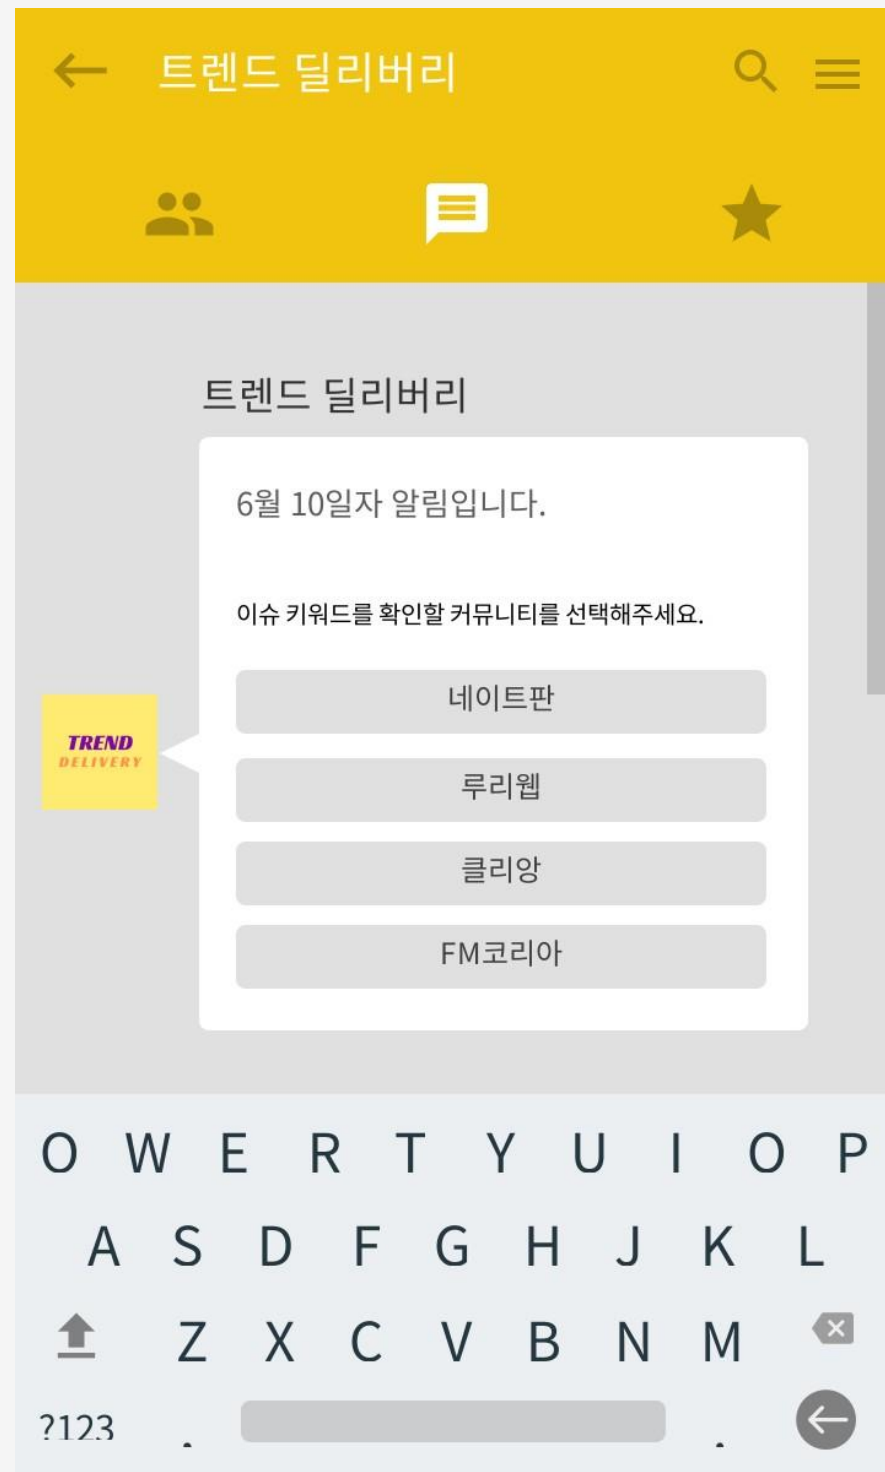 트렌드 딜리버리
트렌드 딜리버리
6월 10일자 알림입니다.
이슈 키워드를 확인할 커뮤니티를 선택해주세요.
네이트판
TREND
DELIVERY
루리웹
클리앙
FM코리아
O W E R T Y U I O P
A S D F G H J K L
Z X C V B N M
?123 . .